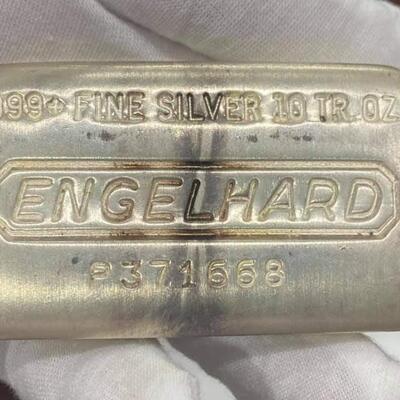 999+ FINE SILVER 10 TR. OZ
ENGELHARD
P371668